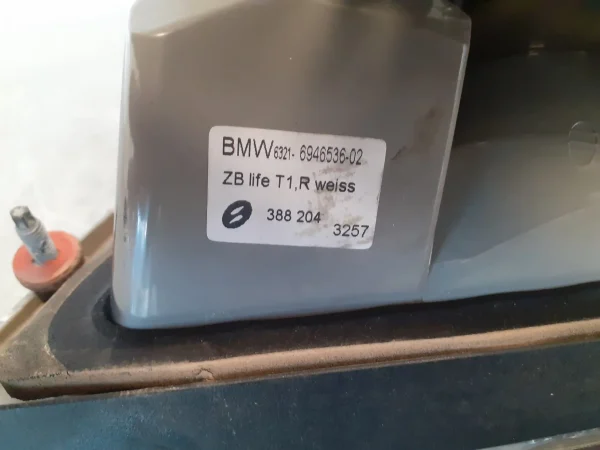 BMW 6321- 6946536-02
ZB life T1,R weiss
388 204
3257